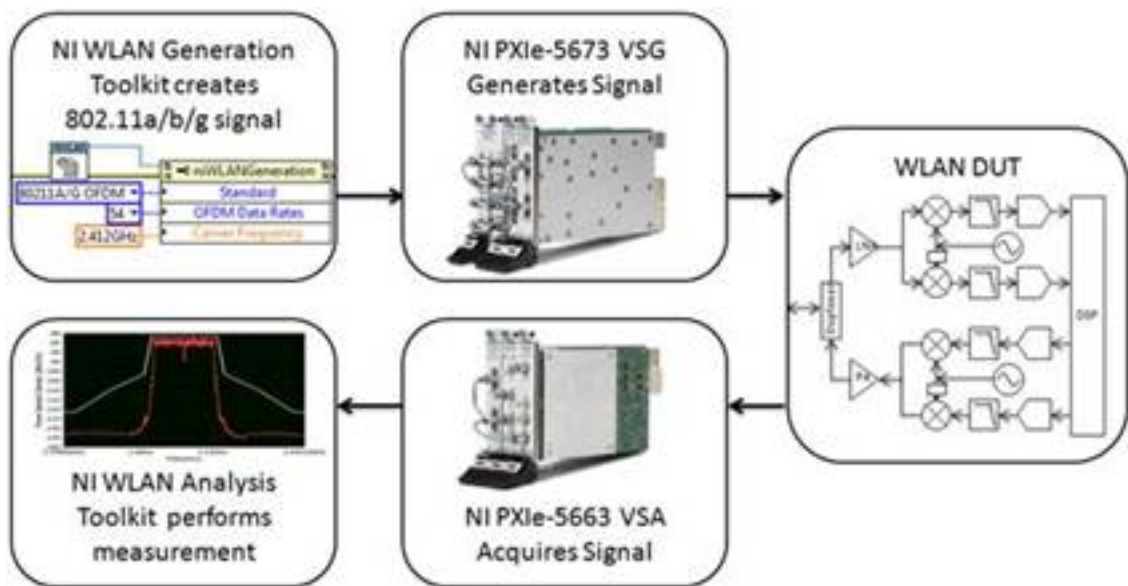 NI WLAN Generation
Toolkit creates
802.11a/b/g signal
niWLANGeneration
80211A/G OFDM
Standard
54
OFDM Data Rates
2.412GHz
Carrier Frequency
NI PXIe-5673 VSG
Generates Signal
WLAN DUT
LNA
Duplexer
PA
DSP
NI WLAN Analysis
Toolkit performs
measurement
NI PXIe-5663 VSA
Acquires Signal